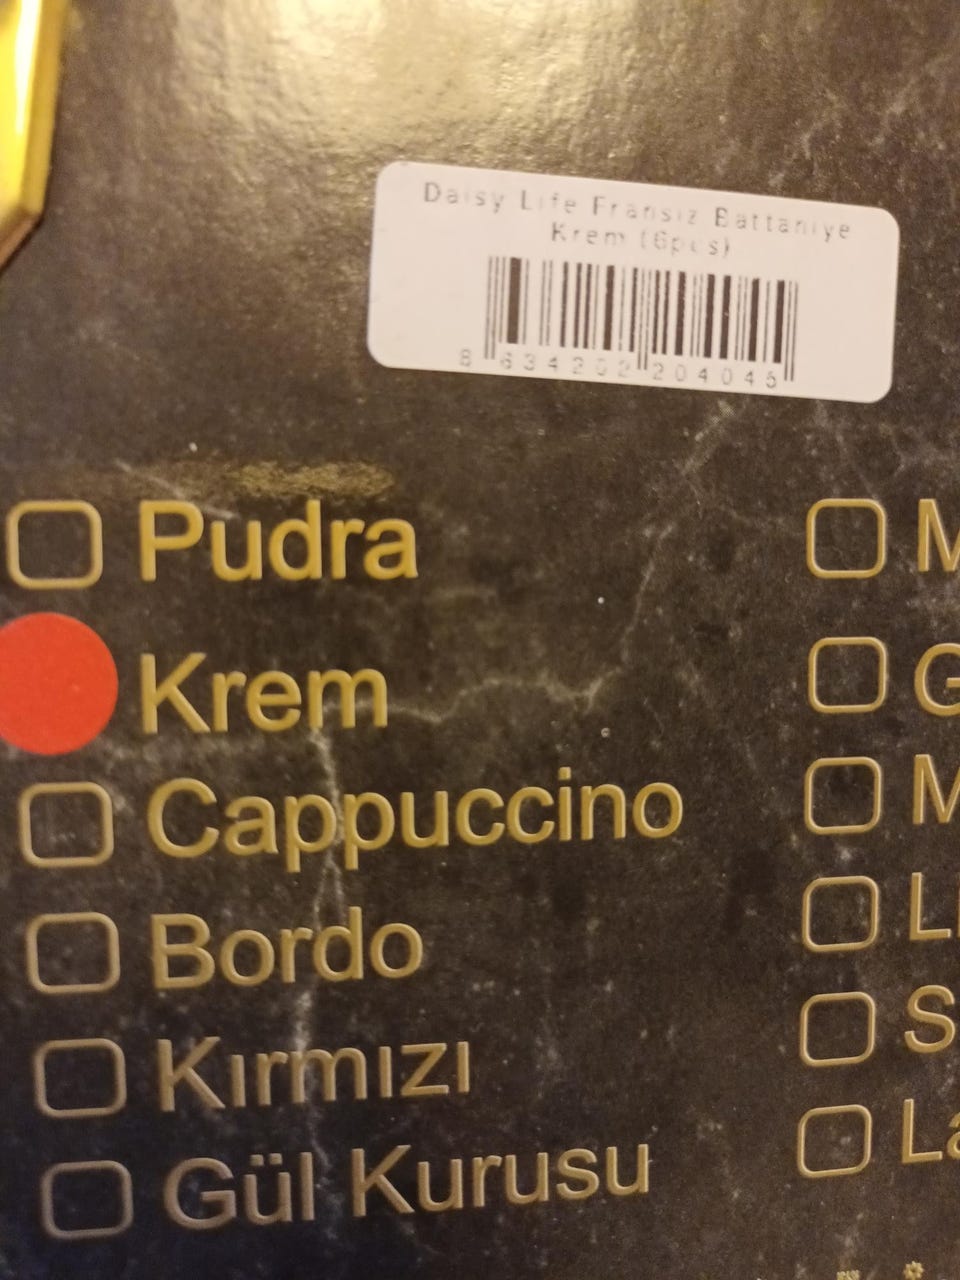 Daisy Life Fransız Battaniye
Krem (6pcs)
8 634202 204045
Pudra
Krem
Cappuccino
Bordo
Kırmızı
Gül Kurusu